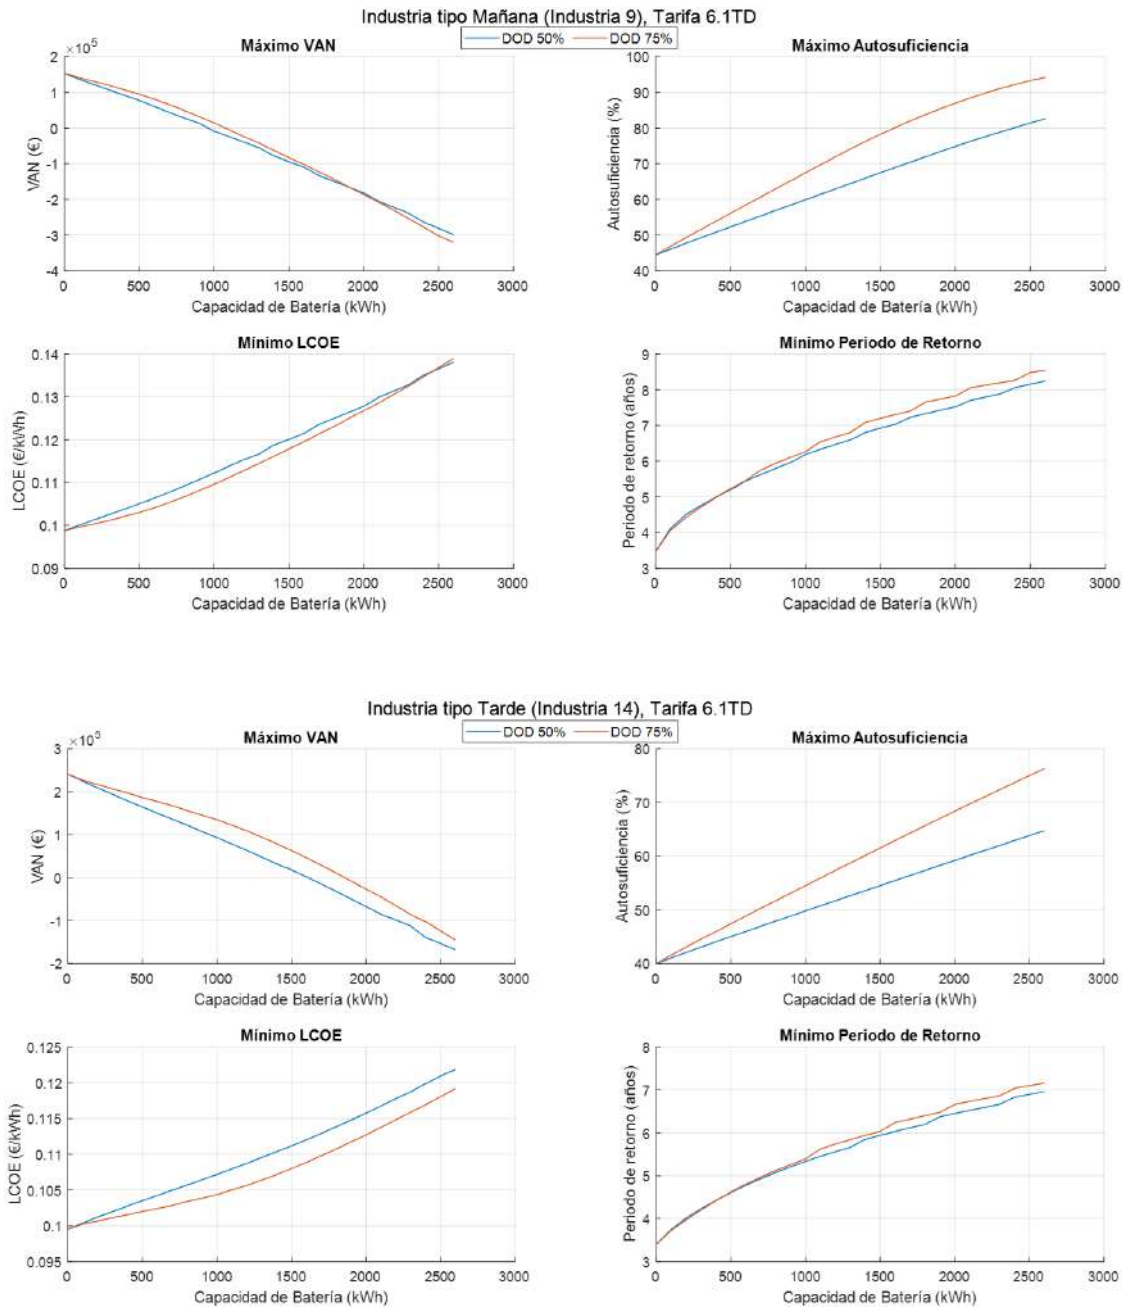 Industria tipo Mañana (Industria 9), Tarifa 6.1TD
DOD 50% DOD 75%
Máximo VAN
×10⁵
2
1
0
-1
-2
-3
-4
VAN (€)
0 500 1000 1500 2000 2500 3000
Capacidad de Batería (kWh)
Máximo Autosuficiencia
100
90
80
70
60
50
40
Autosuficiencia (%)
0 500 1000 1500 2000 2500 3000
Capacidad de Batería (kWh)
Mínimo LCOE
0.14
0.13
0.12
0.11
0.1
0.09
LCOE (€/kWh)
0 500 1000 1500 2000 2500 3000
Capacidad de Batería (kWh)
Mínimo Periodo de Retorno
9
8
7
6
5
4
3
Periodo de retorno (años)
0 500 1000 1500 2000 2500 3000
Capacidad de Batería (kWh)
Industria tipo Tarde (Industria 14), Tarifa 6.1TD
DOD 50% DOD 75%
Máximo VAN
3
2
1
0
-1
-2
VAN (€)
0 500 1000 1500 2000 2500 3000
Capacidad de Batería (kWh)
Máximo Autosuficiencia
80
70
60
50
40
Autosuficiencia (%)
0 500 1000 1500 2000 2500 3000
Capacidad de Batería (kWh)
Mínimo LCOE
0.125
0.12
0.115
0.11
0.105
0.1
0.095
LCOE (€/kWh)
0 500 1000 1500 2000 2500 3000
Capacidad de Batería (kWh)
Mínimo Periodo de Retorno
8
7
6
5
4
3
Periodo de retorno (años)
0 500 1000 1500 2000 2500 3000
Capacidad de Batería (kWh)